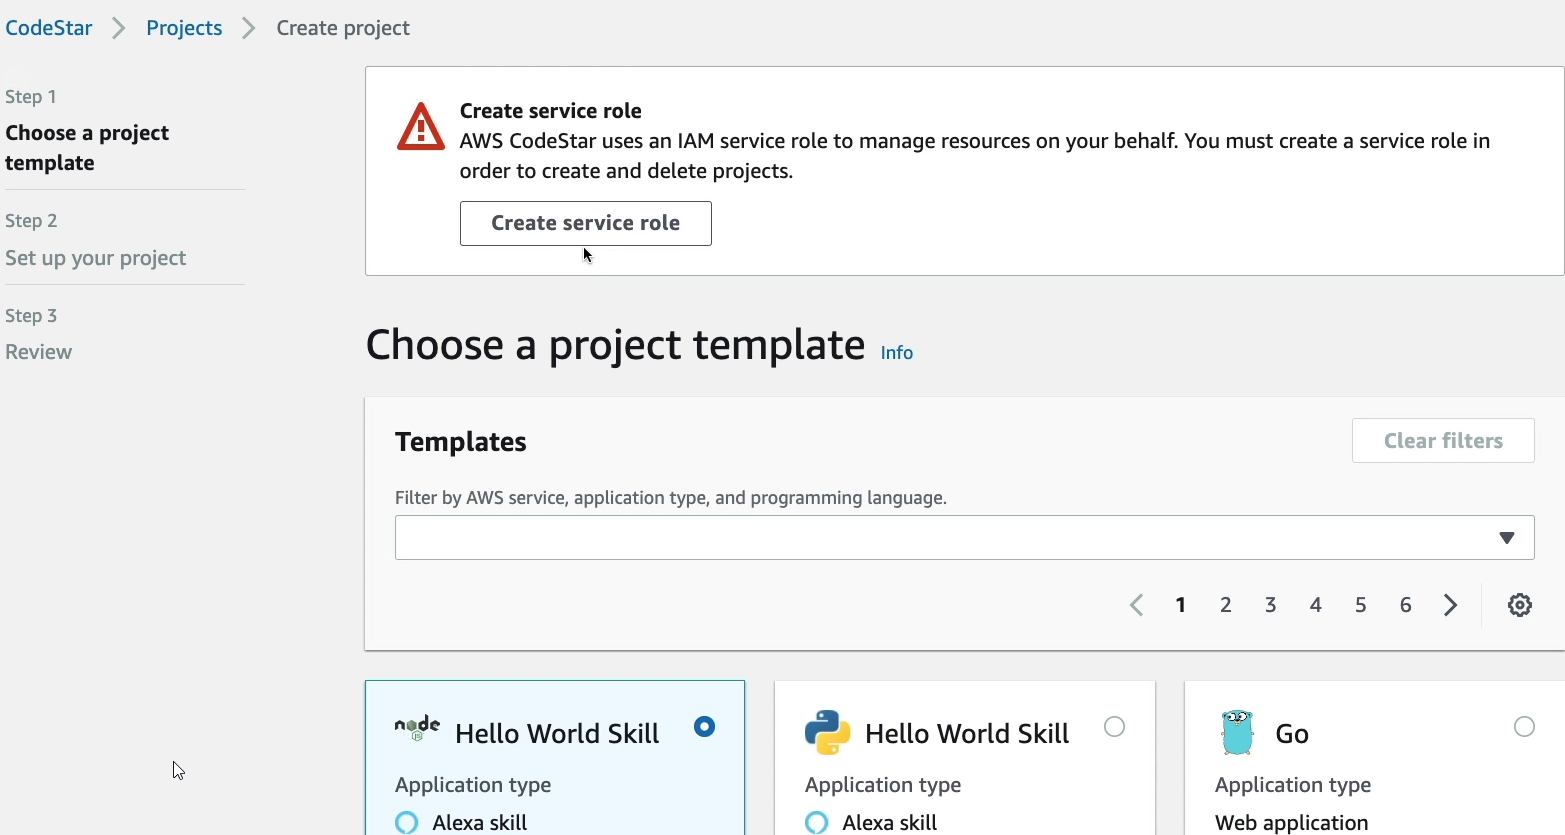 CodeStar > Projects > Create project
Step 1
Choose a project
template
Step 2
Set up your project
Step 3
Review
Create service role
AWS CodeStar uses an IAM service role to manage resources on your behalf. You must create a service role in
order to create and delete projects.
Create service role
Choose a project template Info
Templates
Clear filters
Filter by AWS service, application type, and programming language.
1 2 3 4 5 6
node
JS
Hello World Skill
Application type
Alexa skill
Hello World Skill
Application type
Alexa skill
Go
Application type
Web application